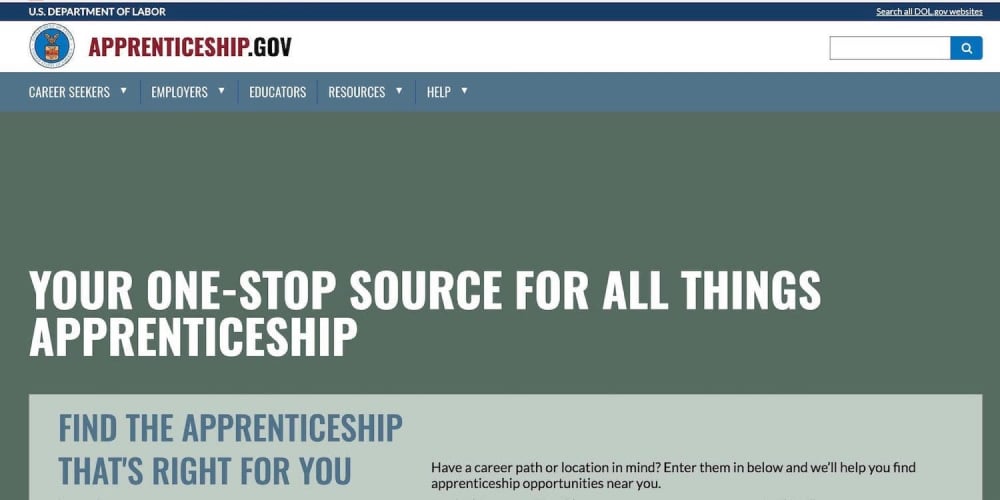 U.S. DEPARTMENT OF LABOR
Search all DOL.gov websites
APPRENTICESHIP.GOV
CAREER SEEKERS ▼ EMPLOYERS ▼ EDUCATORS RESOURCES ▼ HELP ▼
YOUR ONE-STOP SOURCE FOR ALL THINGS
APPRENTICESHIP
FIND THE APPRENTICESHIP
THAT'S RIGHT FOR YOU
Have a career path or location in mind? Enter them in below and we'll help you find
apprenticeship opportunities near you.